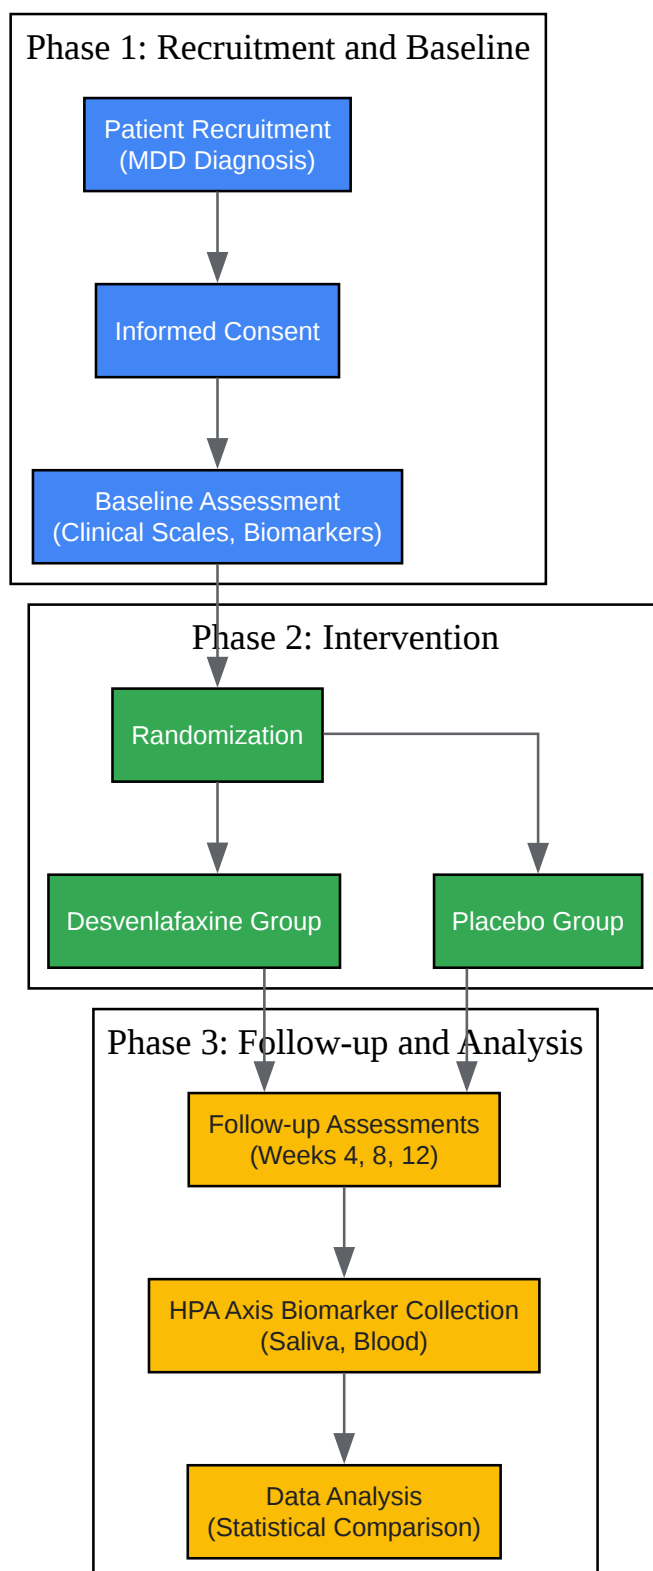 Phase 1: Recruitment and Baseline
Patient Recruitment
(MDD Diagnosis)
Informed Consent
Baseline Assessment
(Clinical Scales, Biomarkers)
Phase 2: Intervention
Randomization
Desvenlafaxine Group
Placebo Group
Phase 3: Follow-up and Analysis
Follow-up Assessments
(Weeks 4, 8, 12)
HPA Axis Biomarker Collection
(Saliva, Blood)
Data Analysis
(Statistical Comparison)